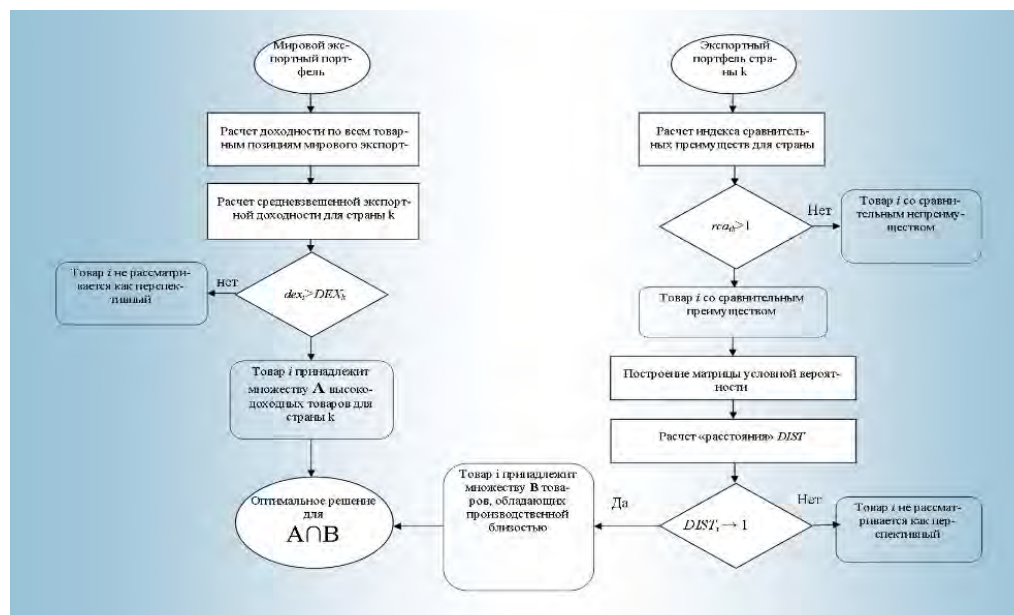 Мировой экс-
портный порт-
фель
Расчет доходности по всем товар-
ным позициям мирового экспорт-
Расчет средневзвешенной экспорт-
ной доходности для страны k
dexᵢ>DEXₖ
нет
Товар i не рассматри-
вается как перспек-
тивный
Товар i принадлежит
множеству A высоко-
доходных товаров для
страны k
Оптимальное решение
для
A∩B
Экспортный
портфель стра-
ны k
Расчет индекса сравнитель-
ных преимуществ для страны
rcaᵢₖ>1
Нет
Товар i со сравни-
тельным непреиму-
ществом
Товар i со сравнительным
преимуществом
Построение матрицы условной вероят-
ности
Расчет «расстояния» DIST
DISTᵢ → 1
Нет
Товар i не рассмат-
ривается как пер-
спективный
Да
Товар i принадлежит
множеству B това-
ров, обладающих
производственной
близостью